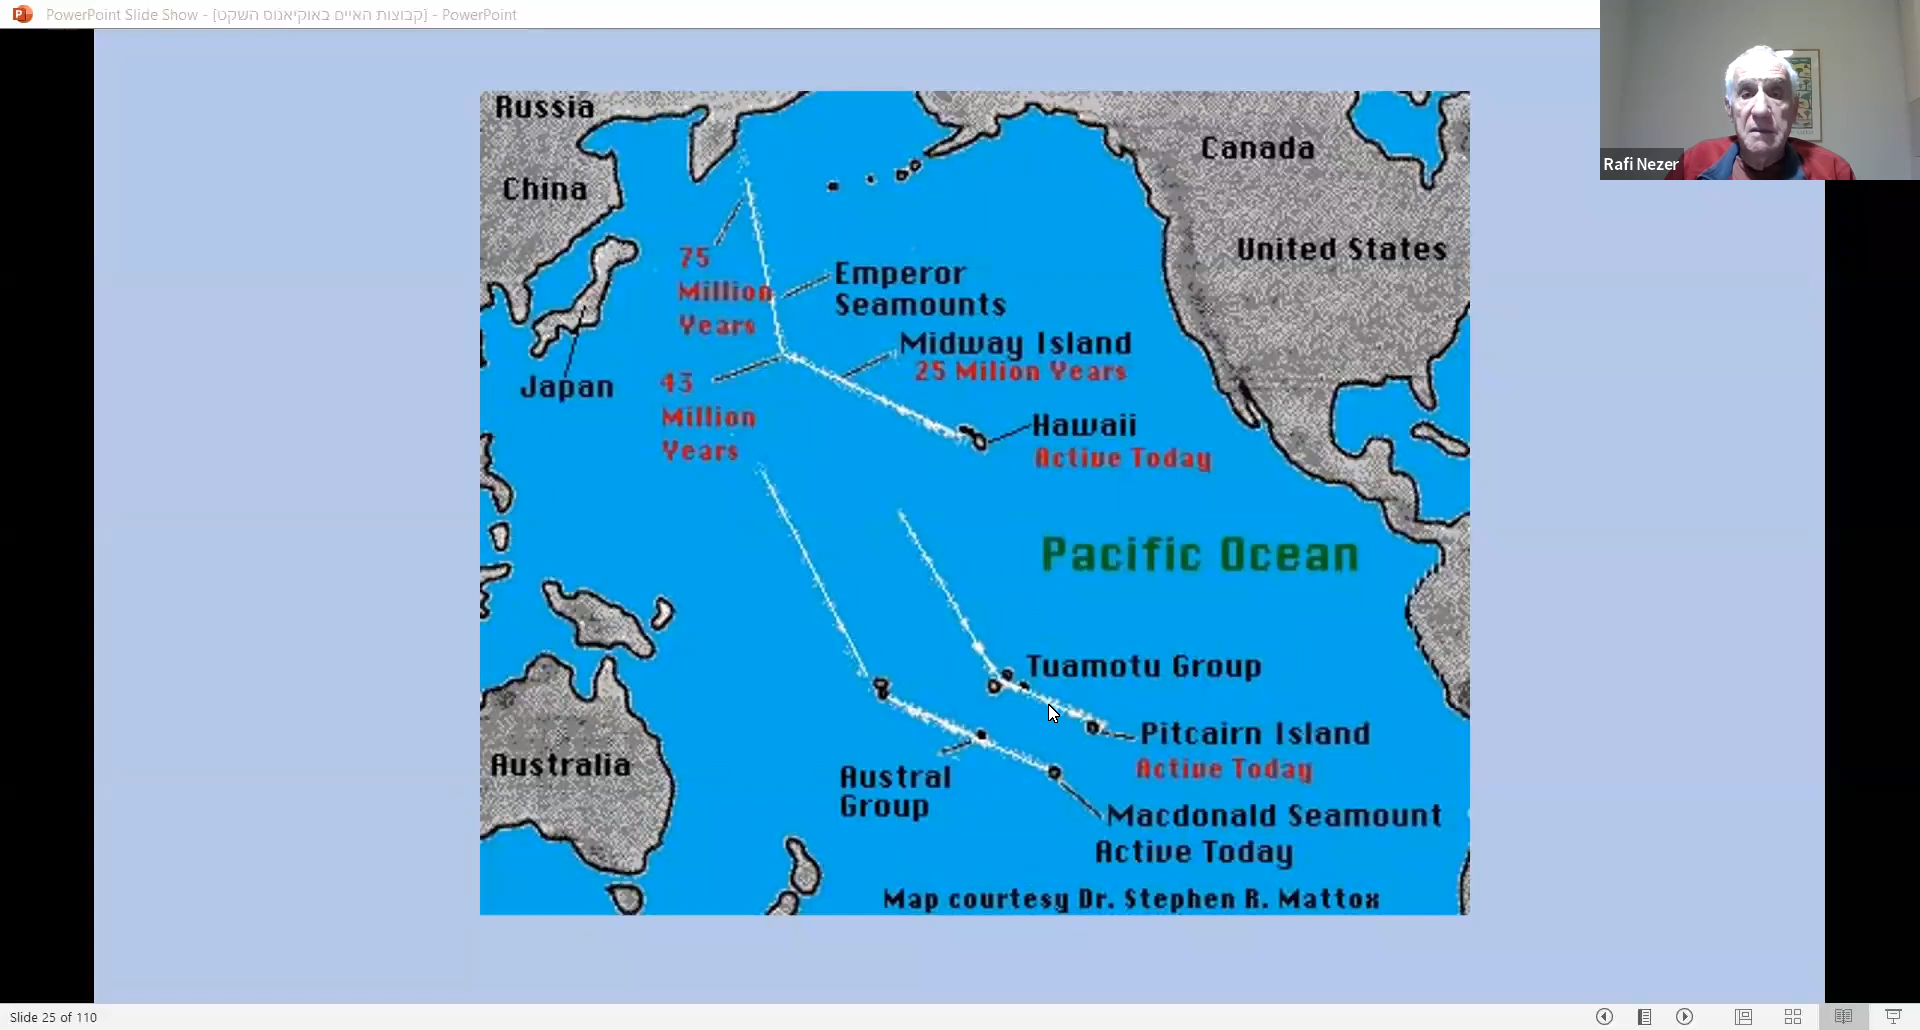 PowerPoint Slide Show - [קבוצות האיים באוקיאנוס השקט] - PowerPoint
Rafi Nezer
Russia
Canada
China
United States
75
Million
Years
Emperor
Seamounts
Midway Island
25 Milion Years
Japan
43
Million
Years
Hawaii
Active Today
Pacific Ocean
Tuamotu Group
Pitcairn Island
Active Today
Australia
Austral
Group
Macdonald Seamount
Active Today
Map courtesy Dr. Stephen R. Mattox
Slide 25 of 110